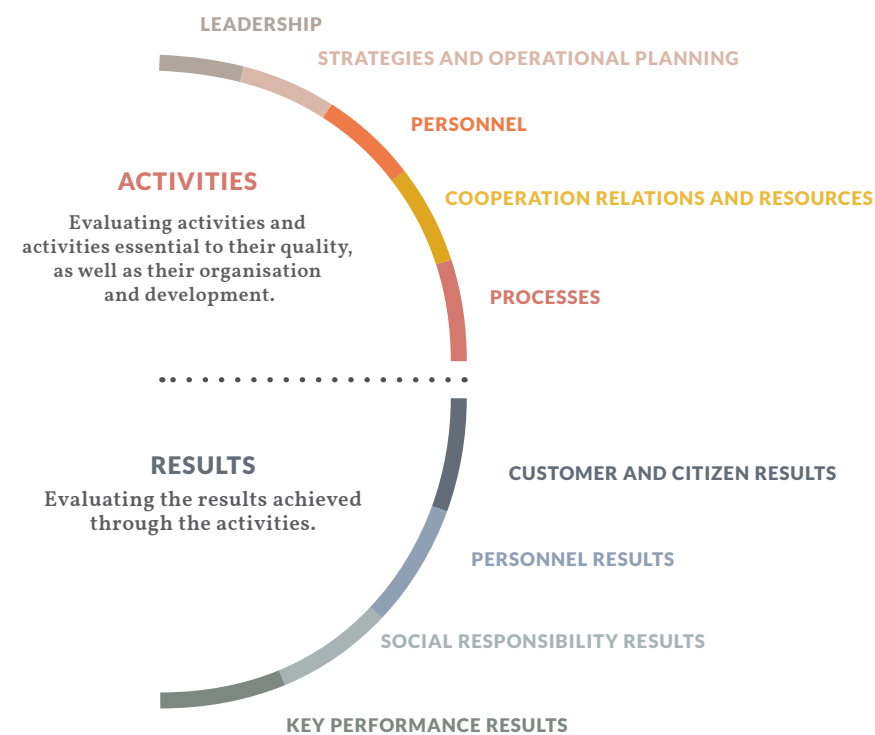 LEADERSHIP
STRATEGIES AND OPERATIONAL PLANNING
PERSONNEL
ACTIVITIES
COOPERATION RELATIONS AND RESOURCES
Evaluating activities and
activities essential to their quality,
as well as their organisation
and development.
PROCESSES
RESULTS
CUSTOMER AND CITIZEN RESULTS
Evaluating the results achieved
through the activities.
PERSONNEL RESULTS
SOCIAL RESPONSIBILITY RESULTS
KEY PERFORMANCE RESULTS